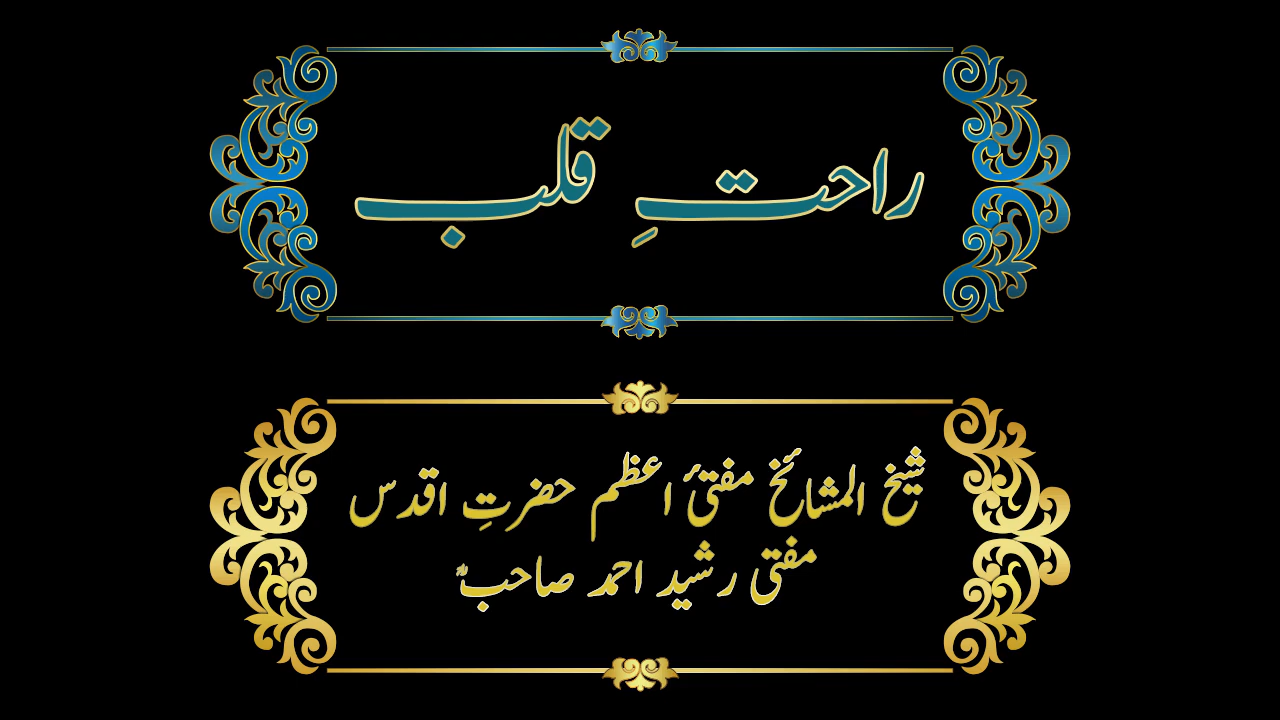 راحتِ قلب
شیخ المشائخ مفتیٔ اعظم حضرتِ اقدس
مفتی رشید احمد صاحبؒ